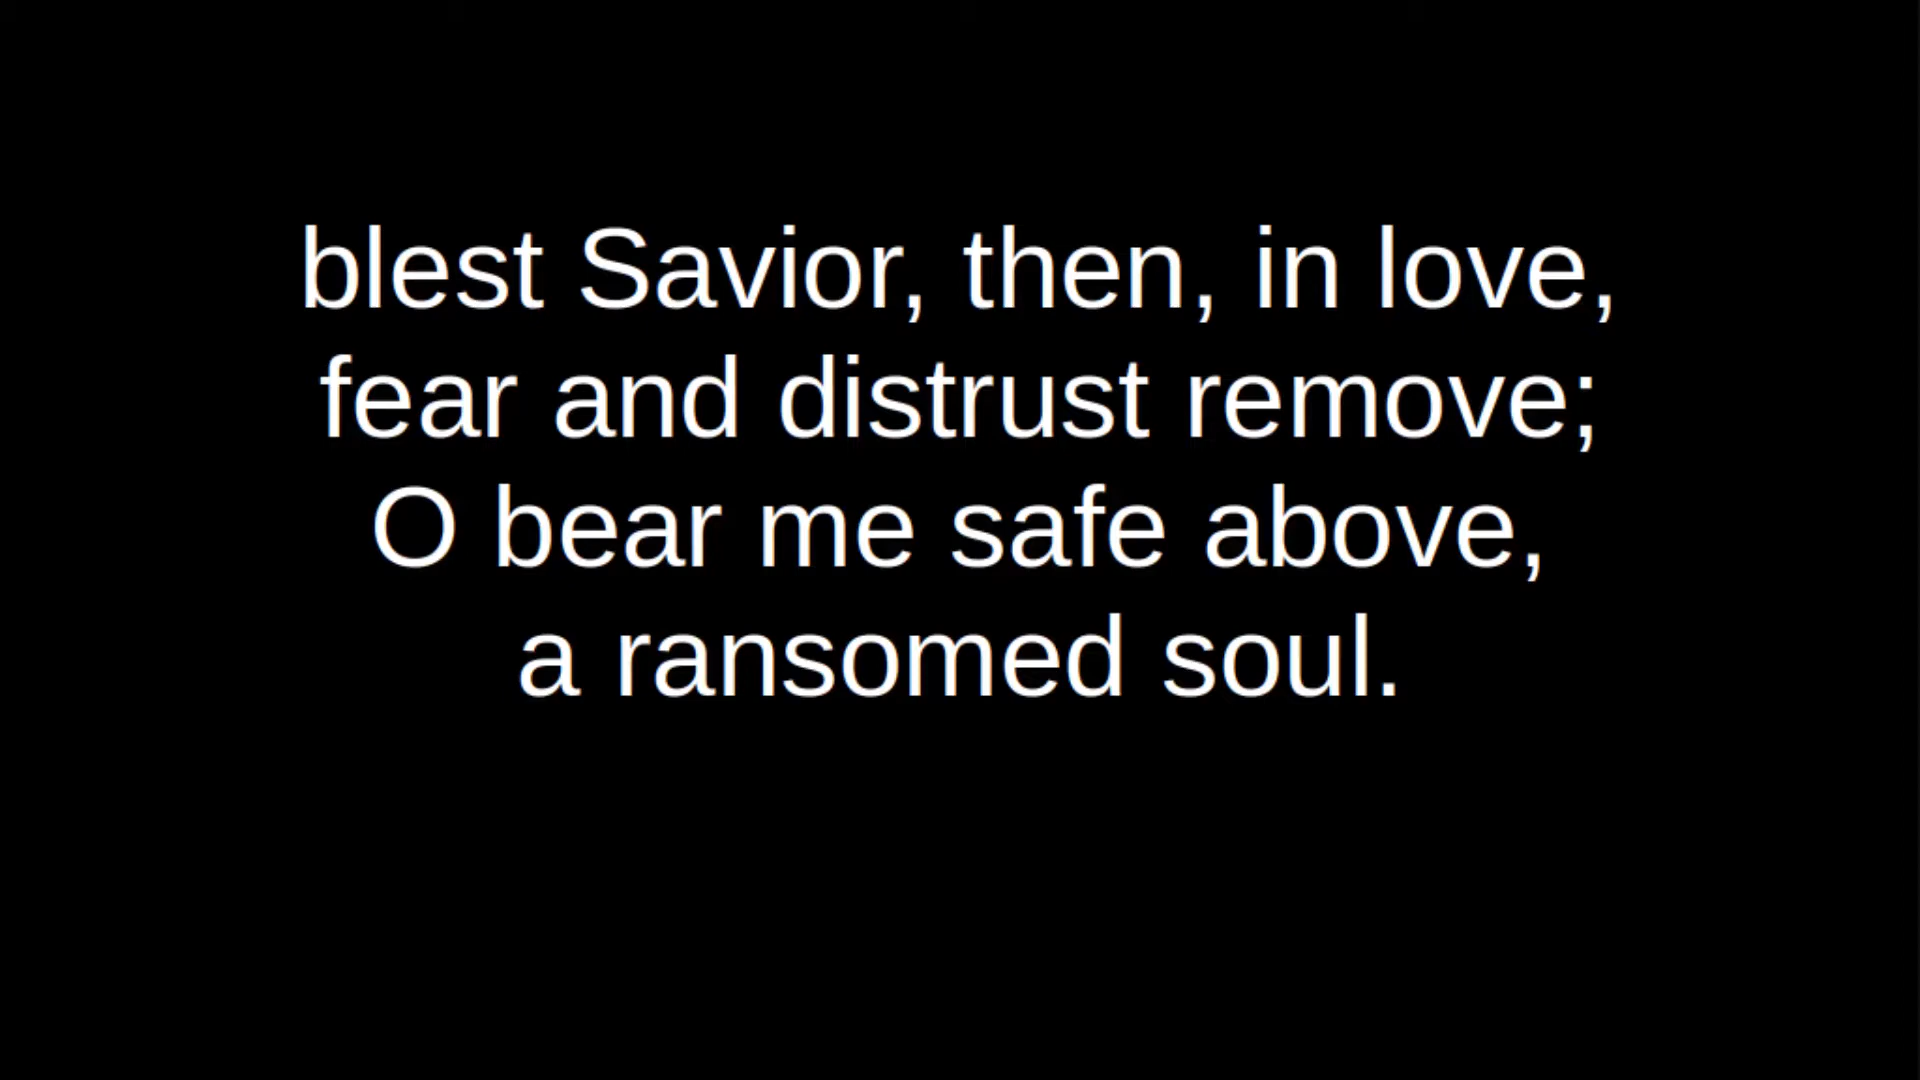 blest Savior, then, in love,
fear and distrust remove;
O bear me safe above,
a ransomed soul.